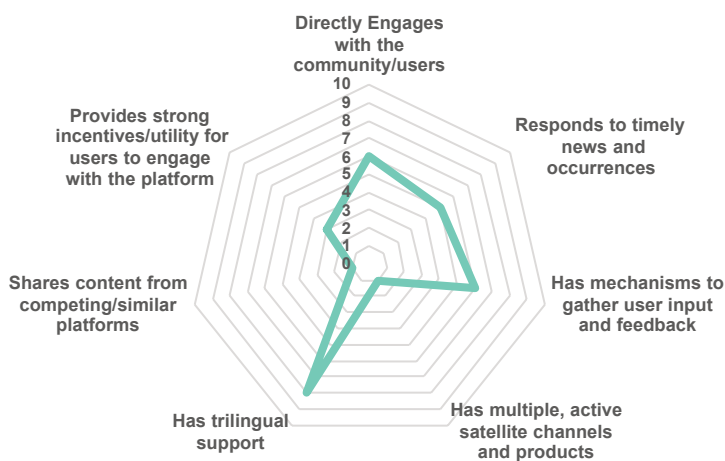 Directly Engages
with the
community/users
10
9
8
7
6
5
4
3
2
1
0
Responds to timely
news and
occurrences
Has mechanisms to
gather user input
and feedback
Has multiple, active
satellite channels
and products
Has trilingual
support
Shares content from
competing/similar
platforms
Provides strong
incentives/utility for
users to engage
with the platform